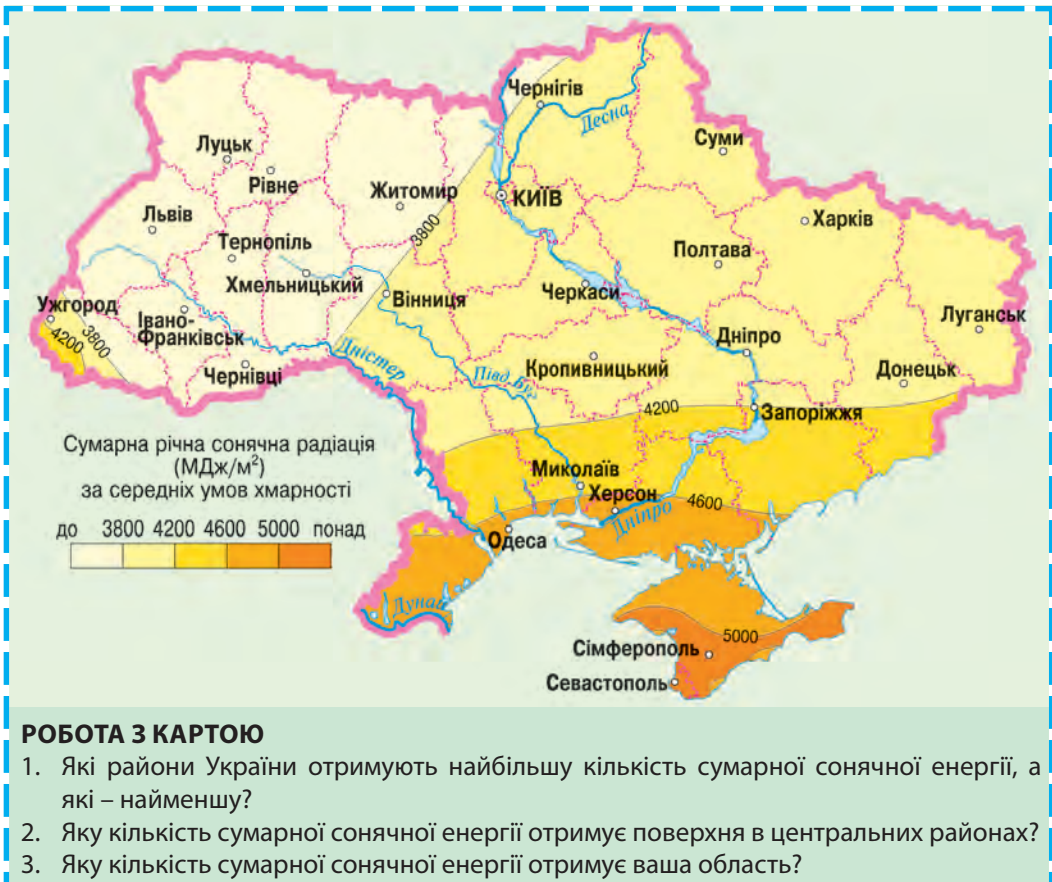 Чернігів
Десна
Суми
Луцьк
Рівне
Житомир
КИЇВ
Харків
Львів
3800
Тернопіль
Полтава
Хмельницький
Вінниця
Черкаси
Ужгород
Івано-
Франківськ
Луганськ
4200
3800
Дністер
Дніпро
Чернівці
Півд. Буг
Кропивницький
Донецьк
4200
Запоріжжя
Сумарна річна сонячна радіація
(МДж/м²)
за середніх умов хмарності
Миколаїв
Херсон
4600
до 3800 4200 4600 5000 понад
Дніпро
Одеса
Дунай
5000
Сімферополь
Севастополь
РОБОТА З КАРТОЮ
1. Які райони України отримують найбільшу кількість сумарної сонячної енергії, а
які – найменшу?
2. Яку кількість сумарної сонячної енергії отримує поверхня в центральних районах?
3. Яку кількість сумарної сонячної енергії отримує ваша область?